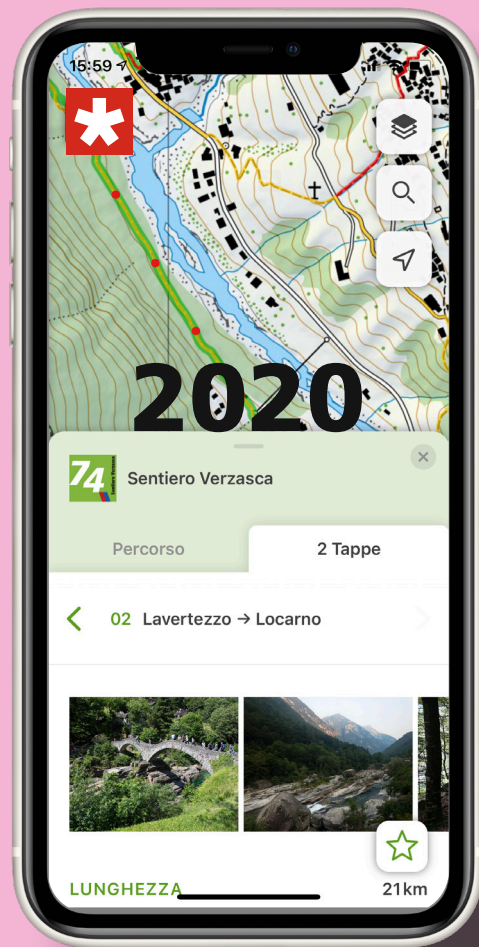 15:59
2020
74 Sentiero Verzasca
Percorso
2 Tappe
02 Lavertezzo → Locarno
LUNGHEZZA
21km